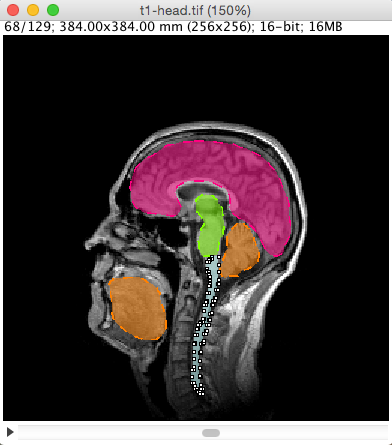 t1-head.tif (150%)
68/129; 384.00x384.00 mm (256x256); 16-bit; 16MB